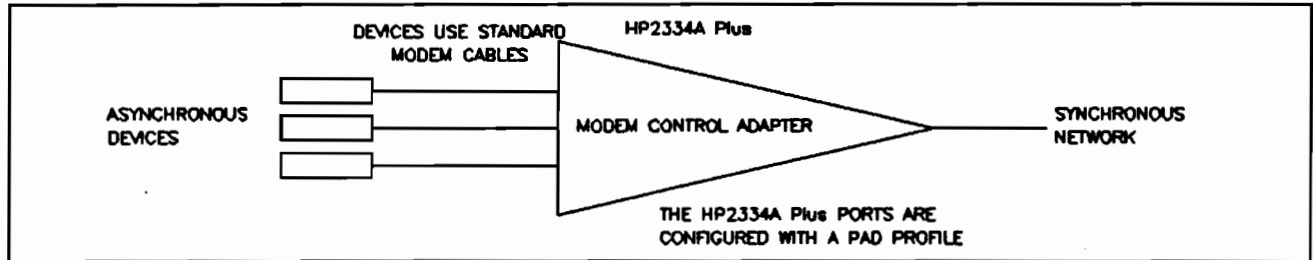 DEVICES USE STANDARD
MODEM CABLES
HP2334A Plus
ASYNCHRONOUS
DEVICES
MODEM CONTROL ADAPTER
SYNCHRONOUS
NETWORK
THE HP2334A Plus PORTS ARE
CONFIGURED WITH A PAD PROFILE